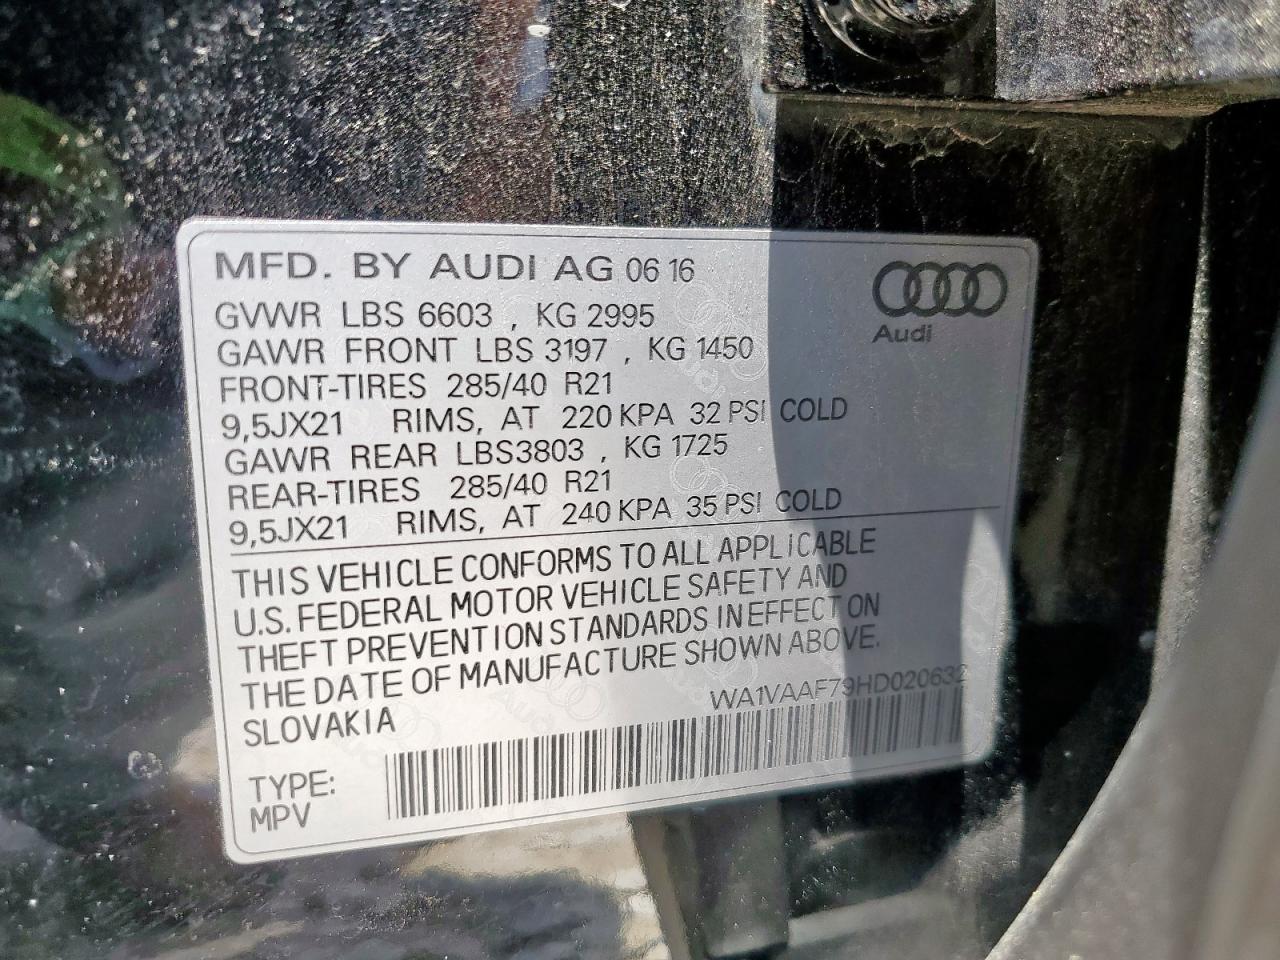 MFD. BY AUDI AG 06 16
Audi
GVWR LBS 6603 , KG 2995
GAWR FRONT LBS 3197 , KG 1450
FRONT-TIRES 285/40 R21
9,5JX21 RIMS, AT 220 KPA 32 PSI COLD
GAWR REAR LBS3803 , KG 1725
REAR-TIRES 285/40 R21
9,5JX21 RIMS, AT 240 KPA 35 PSI COLD
THIS VEHICLE CONFORMS TO ALL APPLICABLE
U.S. FEDERAL MOTOR VEHICLE SAFETY AND
THEFT PREVENTION STANDARDS IN EFFECT ON
THE DATE OF MANUFACTURE SHOWN ABOVE.
SLOVAKIA
WA1VAAF79HD020632
TYPE:
MPV